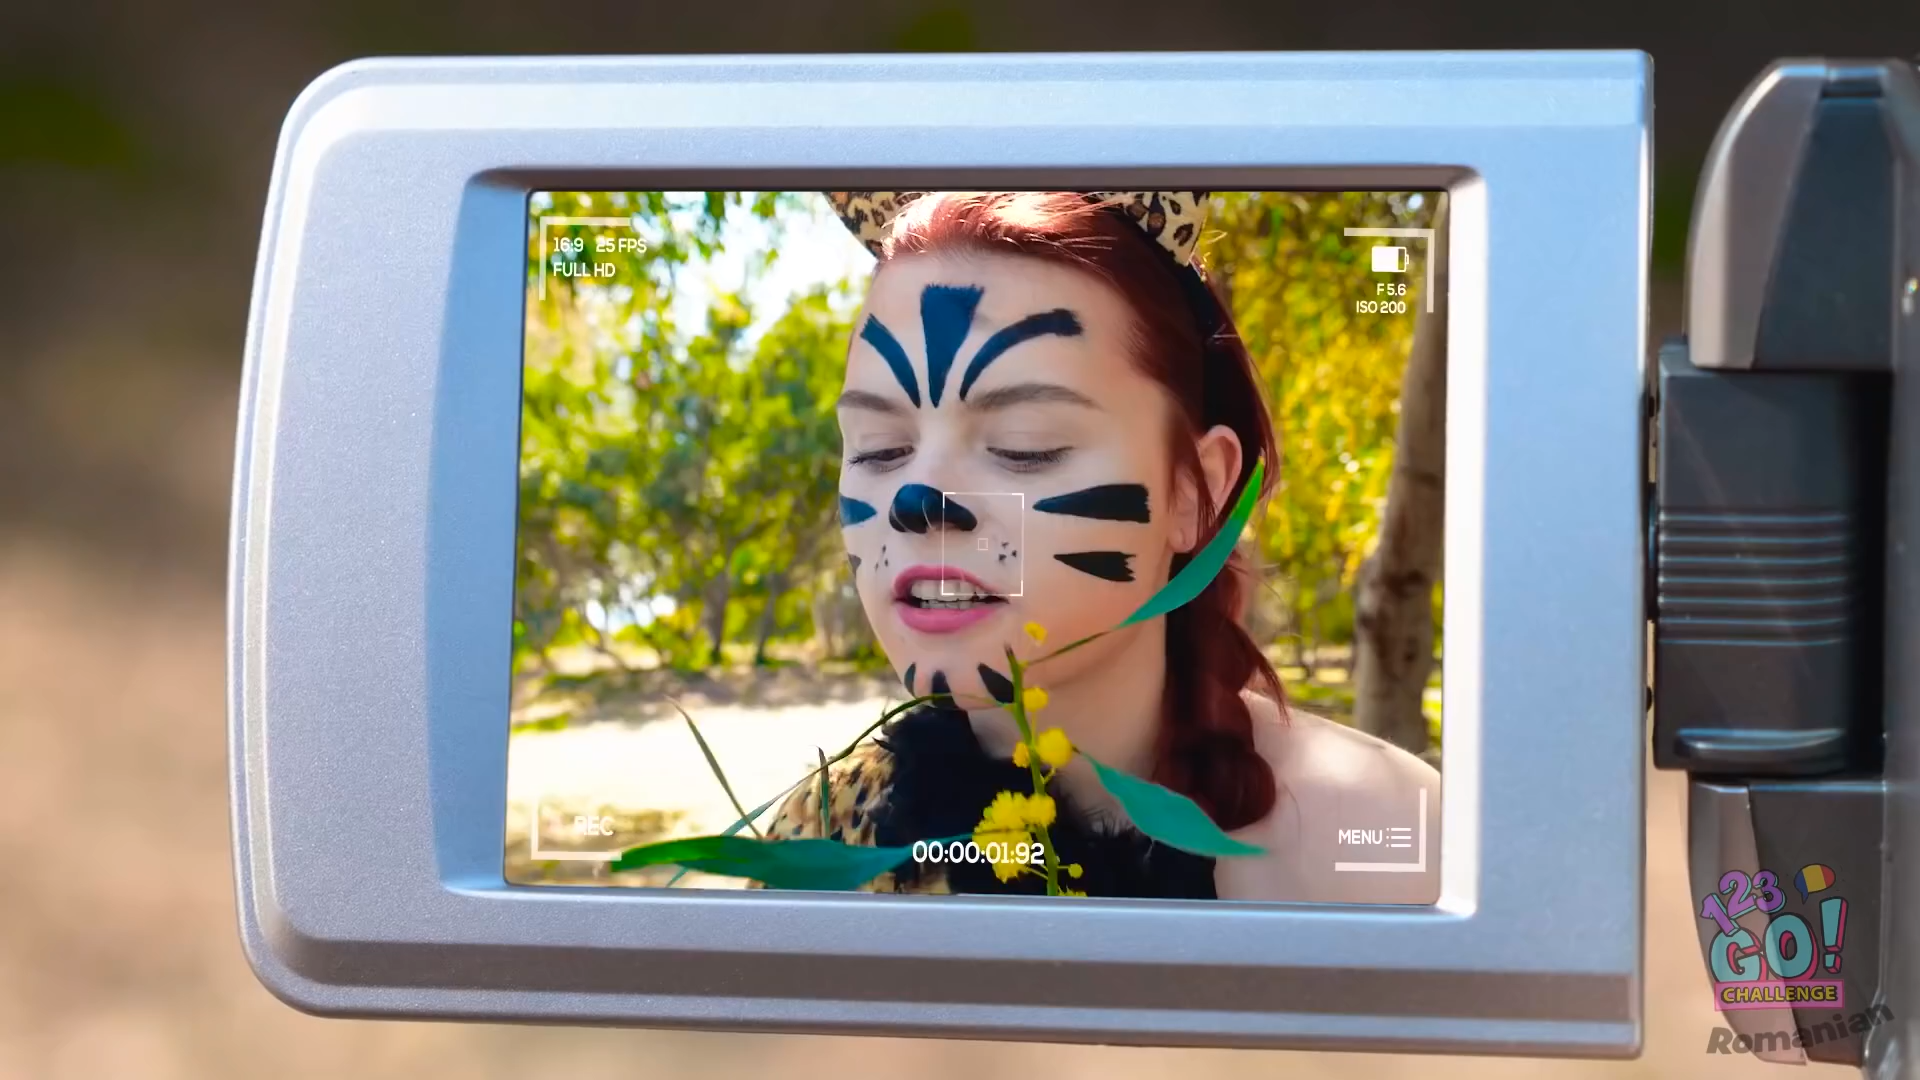 16:9 25 FPS
FULL HD
F 5.6
ISO 200
REC
00:00:01:92
MENU
123
GO!
CHALLENGE
Romanian